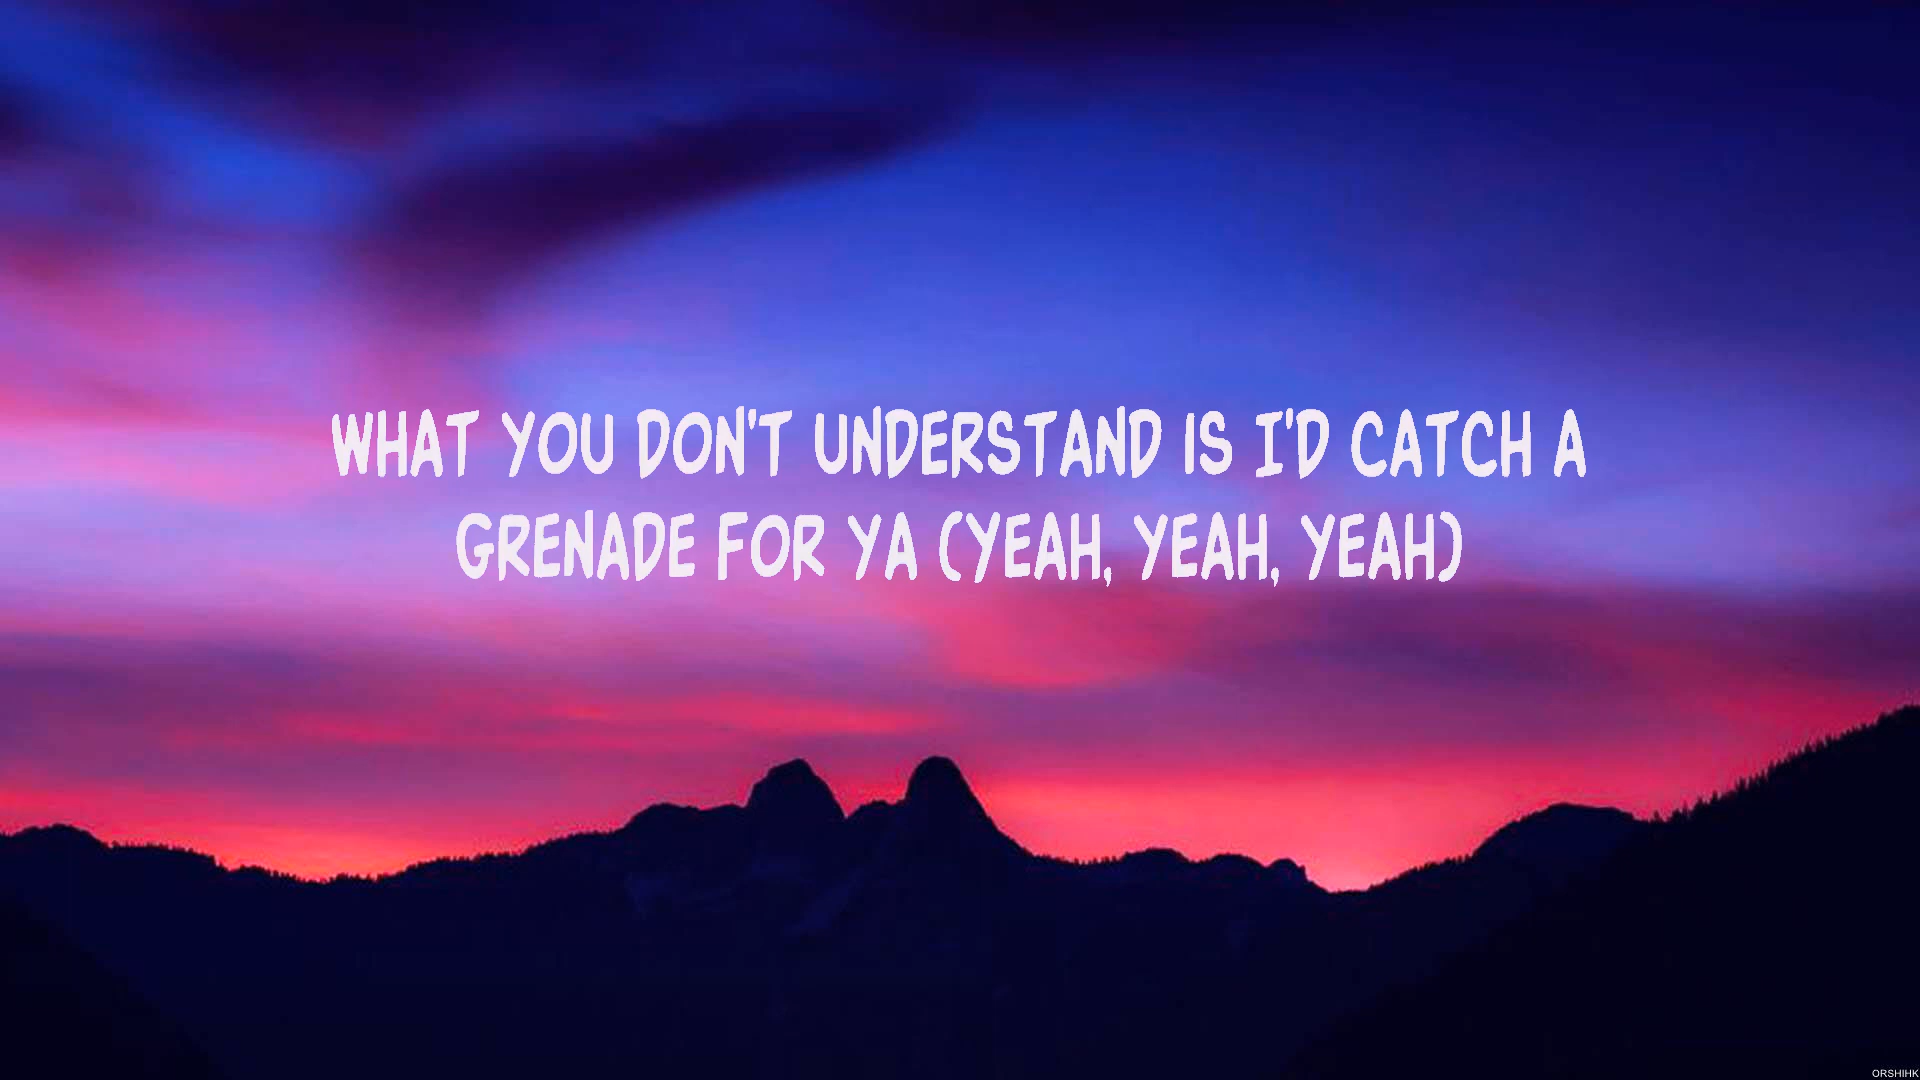 WHAT YOU DON'T UNDERSTAND IS I'D CATCH A
GRENADE FOR YA (YEAH, YEAH, YEAH)
ORSHIHK